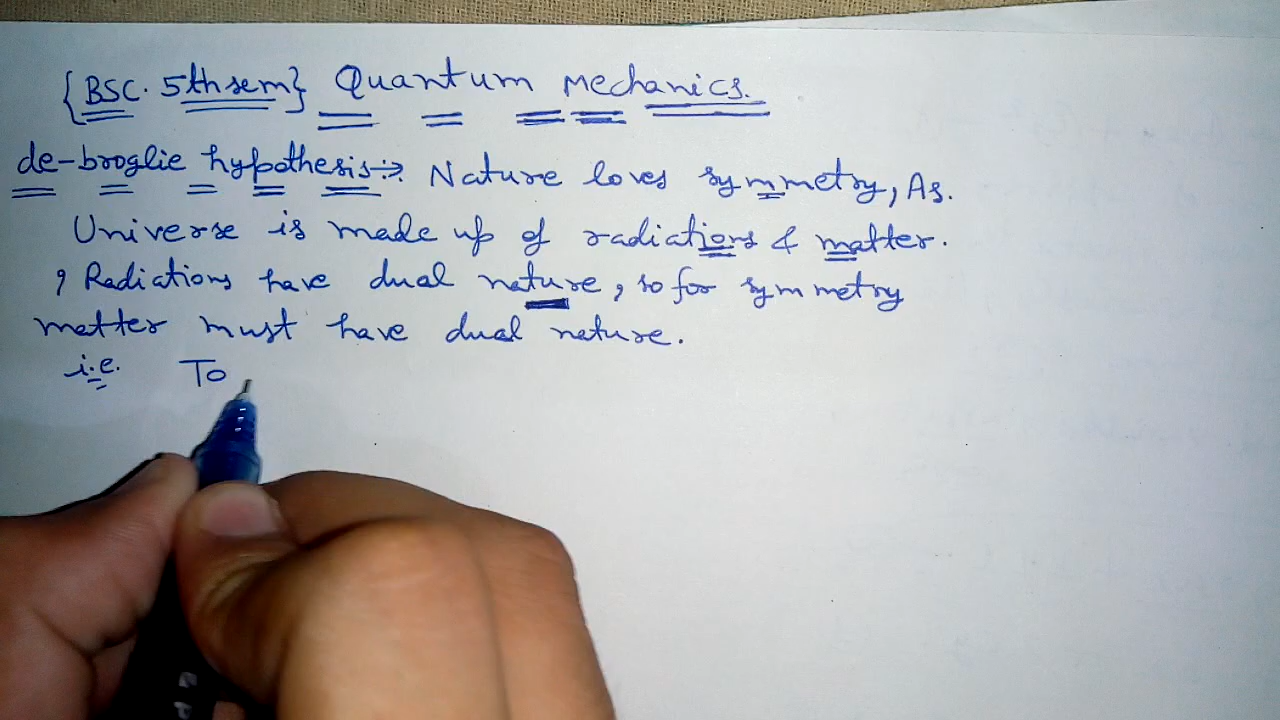 {BSC. 5th sem} Quantum Mechanics.
de-broglie hypothesis :→ Nature loves symmetry, As.
Universe is made up of radiations & matter.
, Radiations have dual nature, so for symmetry
matter must have dual nature.
i.e. To